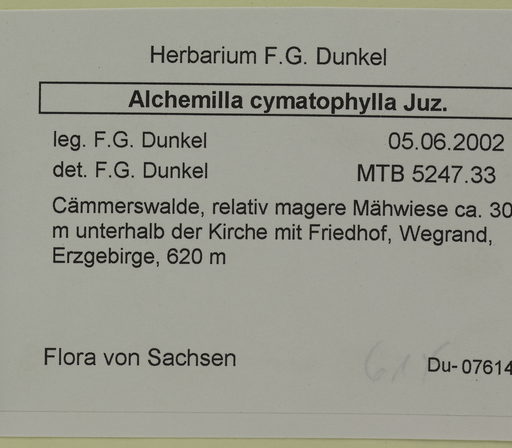 Herbarium F.G. Dunkel
Alchemilla cymatophylla Juz.
leg. F.G. Dunkel 05.06.2002
det. F.G. Dunkel MTB 5247.33
Cämmerswalde, relativ magere Mähwiese ca. 30
m unterhalb der Kirche mit Friedhof, Wegrand,
Erzgebirge, 620 m
Flora von Sachsen Du-07614